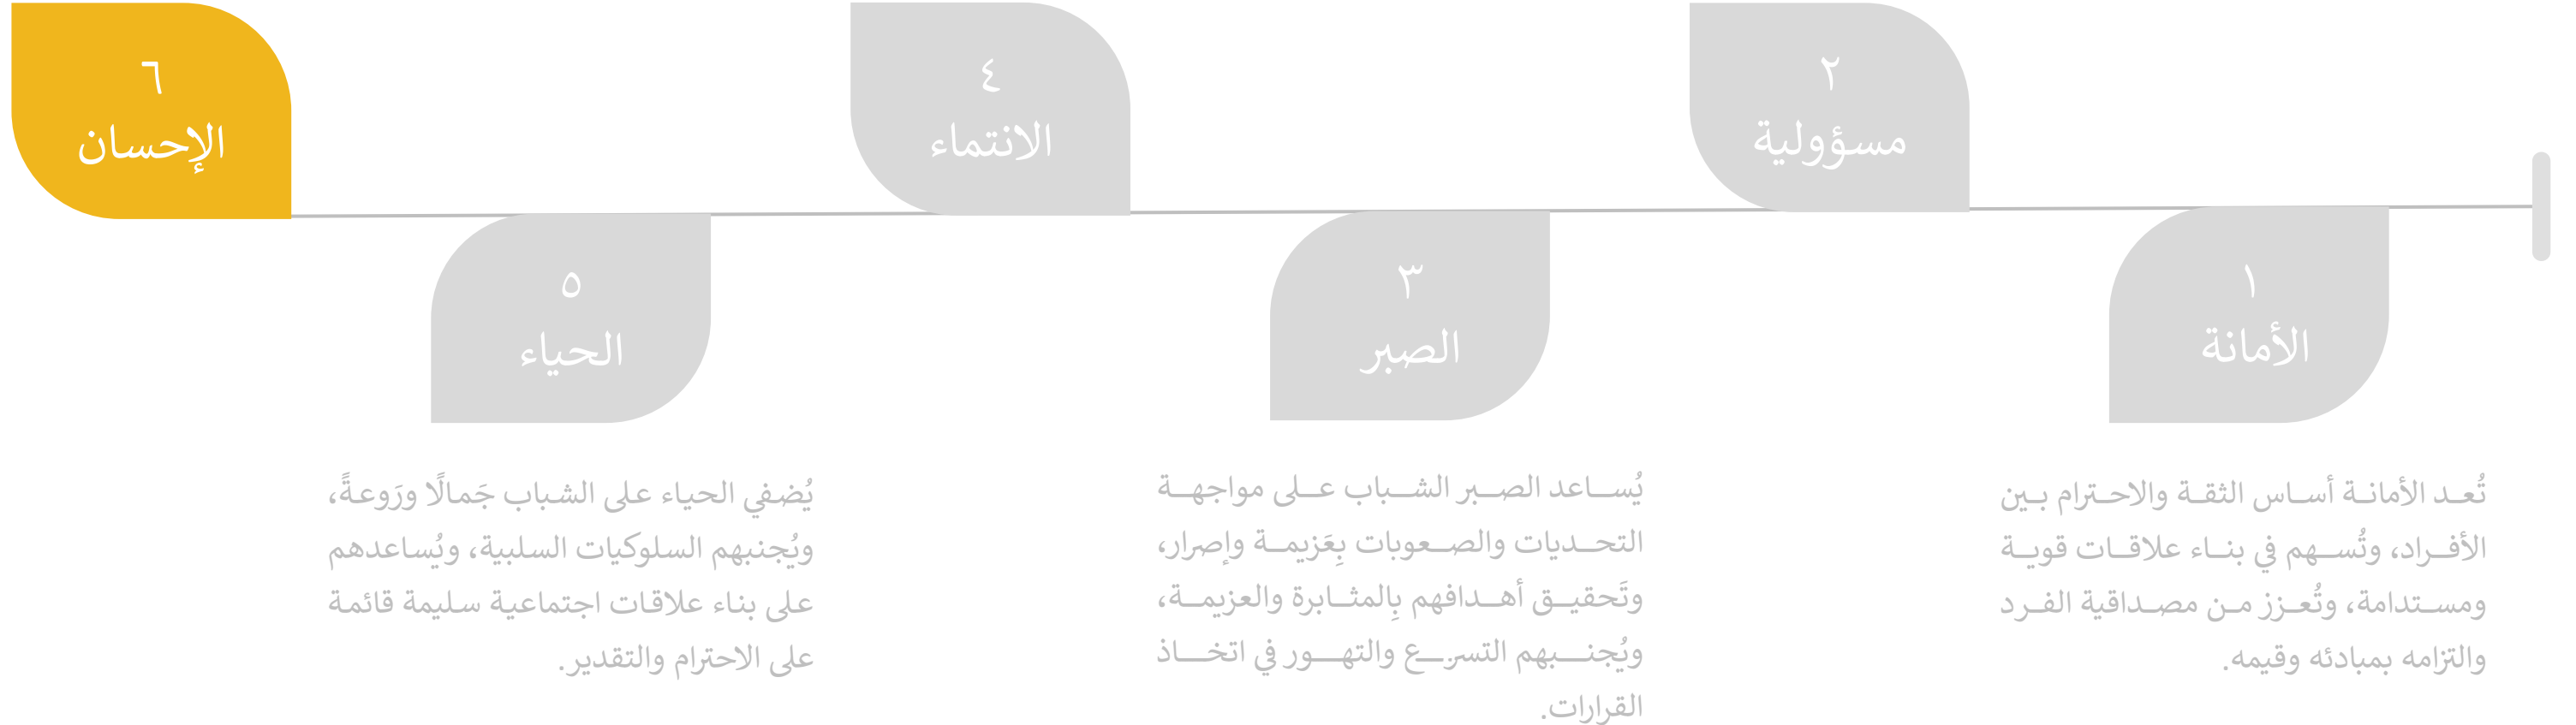 ١
الأمانة
تُعد الأمانة أساس الثقة والاحترام بين
الأفراد، وتُسهم في بناء علاقات قوية
ومستدامة، وتُعزز من مصداقية الفرد
والتزامه بمبادئه وقيمه.
٢
مسؤولية
٣
الصبر
يُساعد الصبر الشباب على مواجهة
التحديات والصعوبات بِعَزيمة وإصرار،
وتَحقيق أهدافهم بِالمثابرة والعزيمة،
ويُجنبهم التسرع والتهور في اتخاذ
القرارات.
٤
الانتماء
٥
الحياء
يُضفي الحياء على الشباب جَمالًا ورَوعةً،
ويُجنبهم السلوكيات السلبية، ويُساعدهم
على بناء علاقات اجتماعية سليمة قائمة
على الاحترام والتقدير.
٦
الإحسان